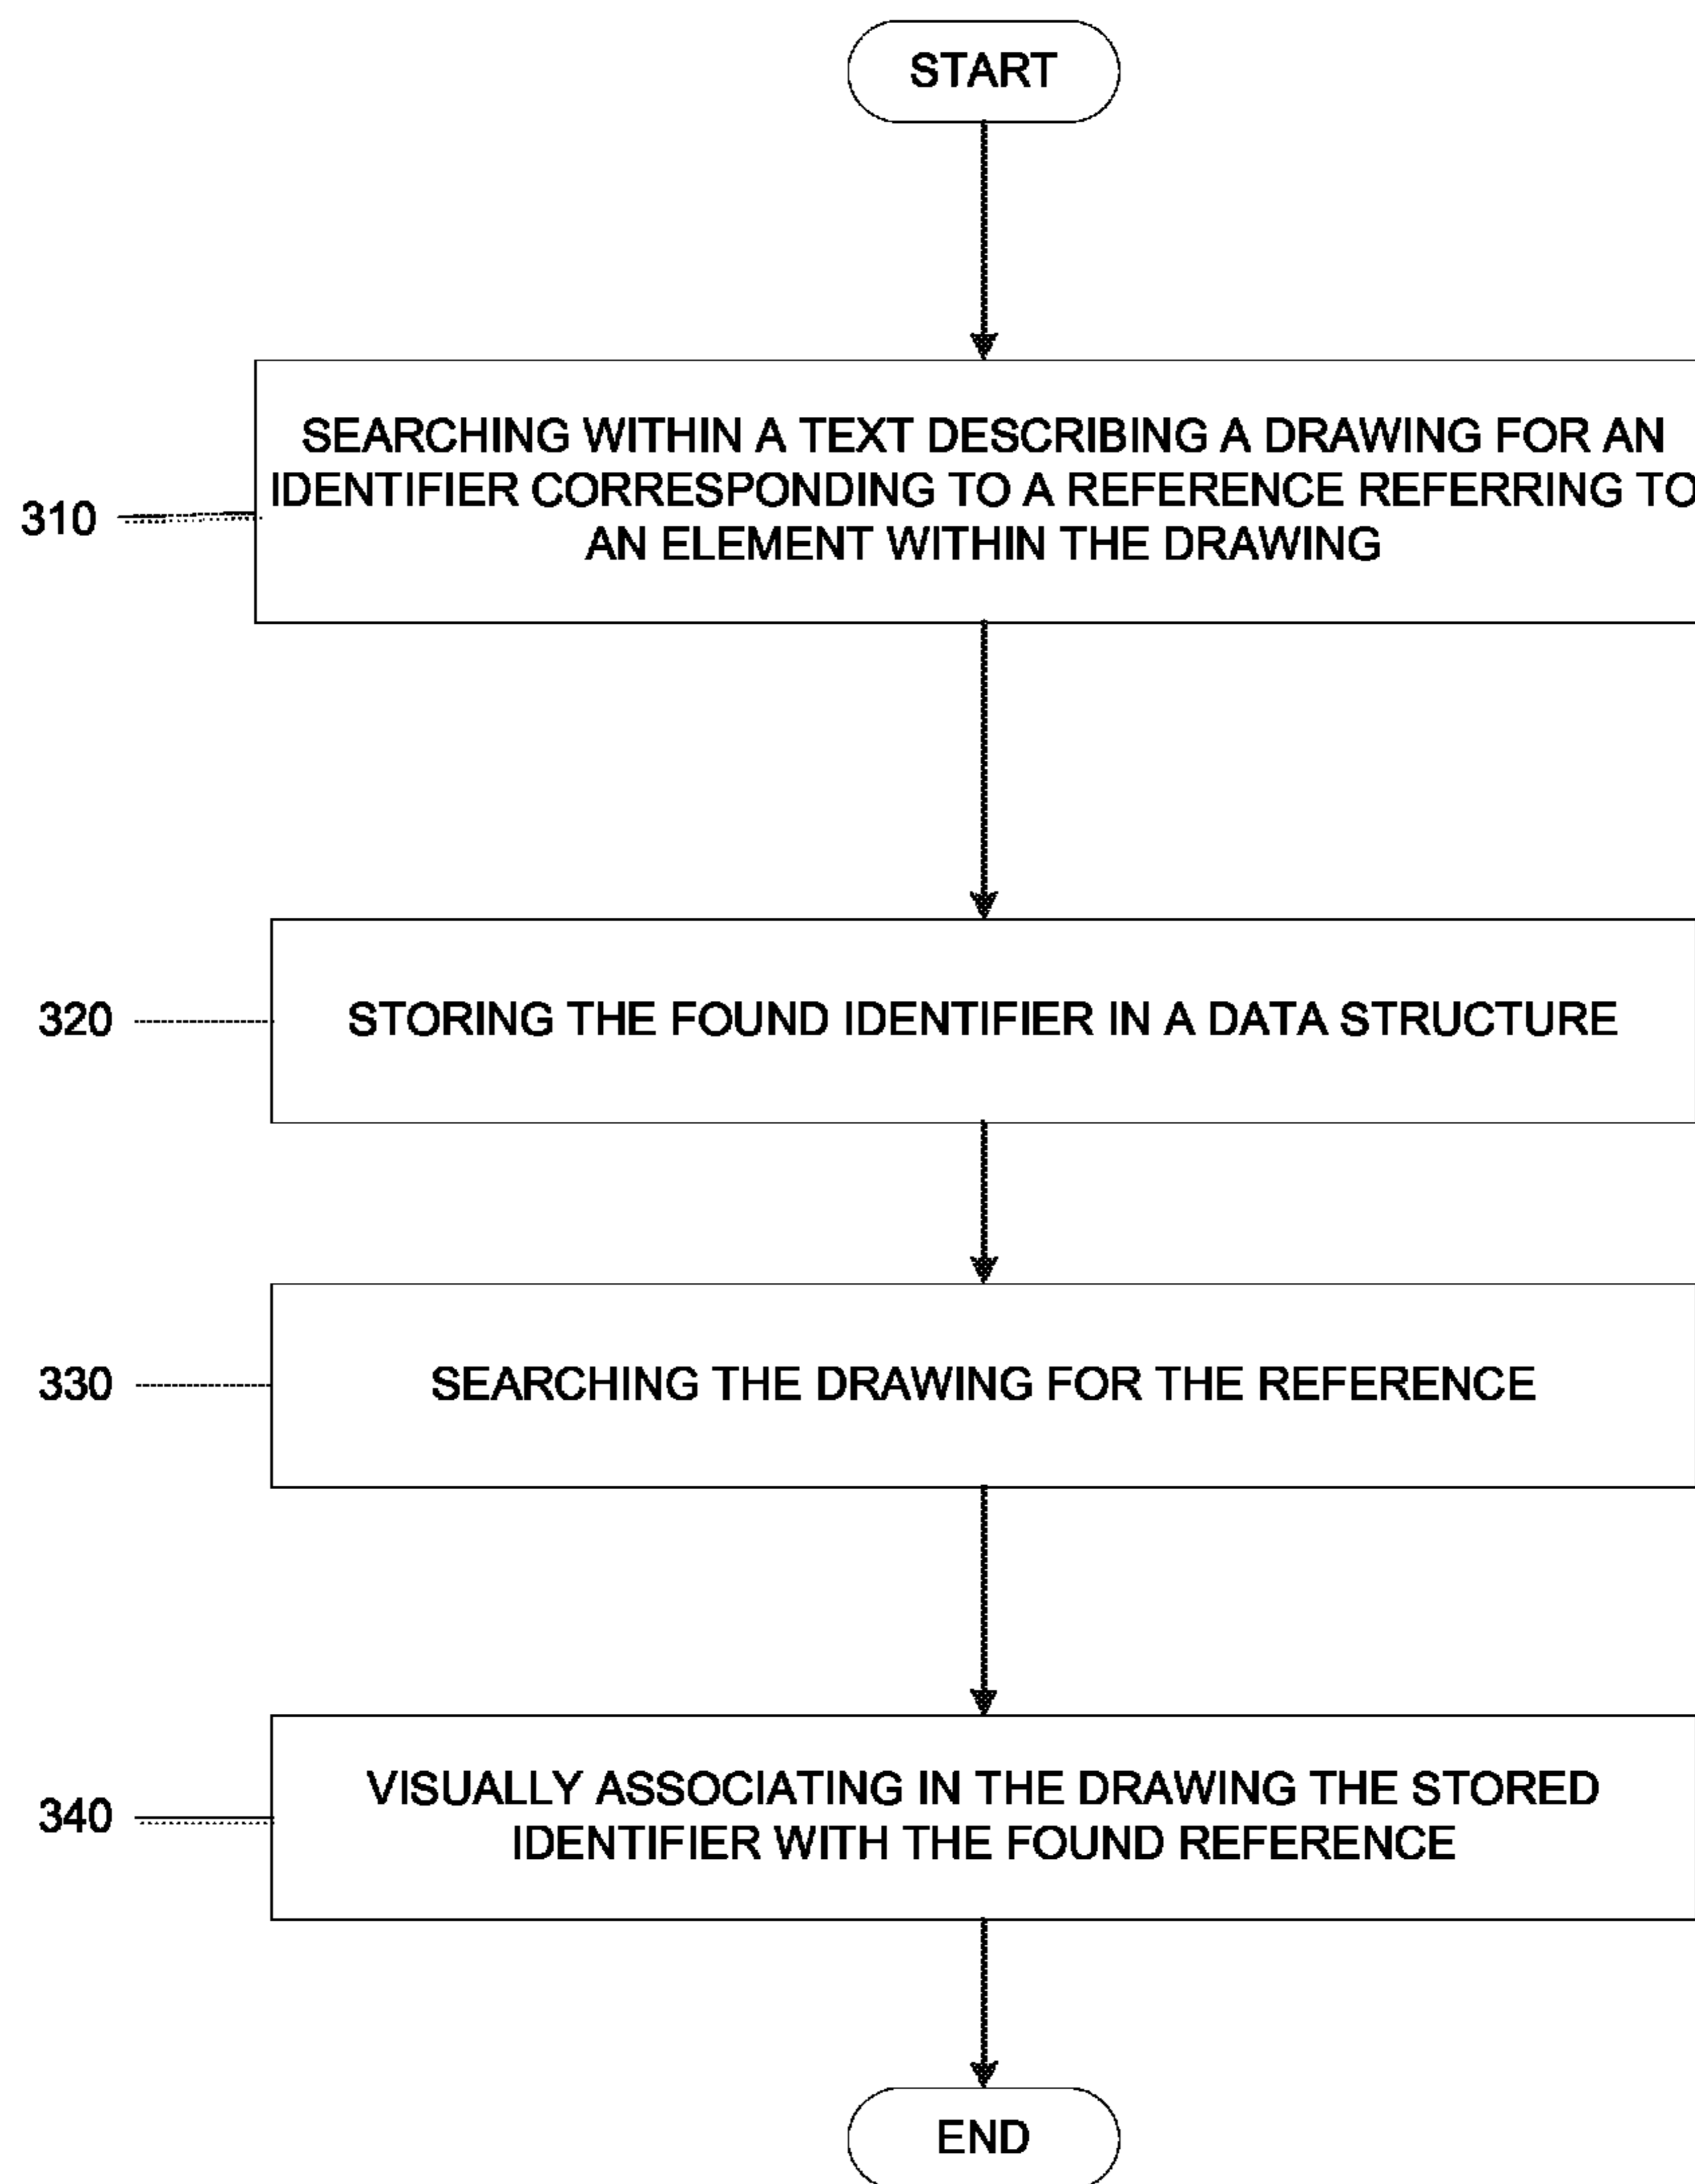 START
SEARCHING WITHIN A TEXT DESCRIBING A DRAWING FOR AN
IDENTIFIER CORRESPONDING TO A REFERENCE REFERRING TO
AN ELEMENT WITHIN THE DRAWING
310
320
STORING THE FOUND IDENTIFIER IN A DATA STRUCTURE
330
SEARCHING THE DRAWING FOR THE REFERENCE
340
VISUALLY ASSOCIATING IN THE DRAWING THE STORED
IDENTIFIER WITH THE FOUND REFERENCE
END